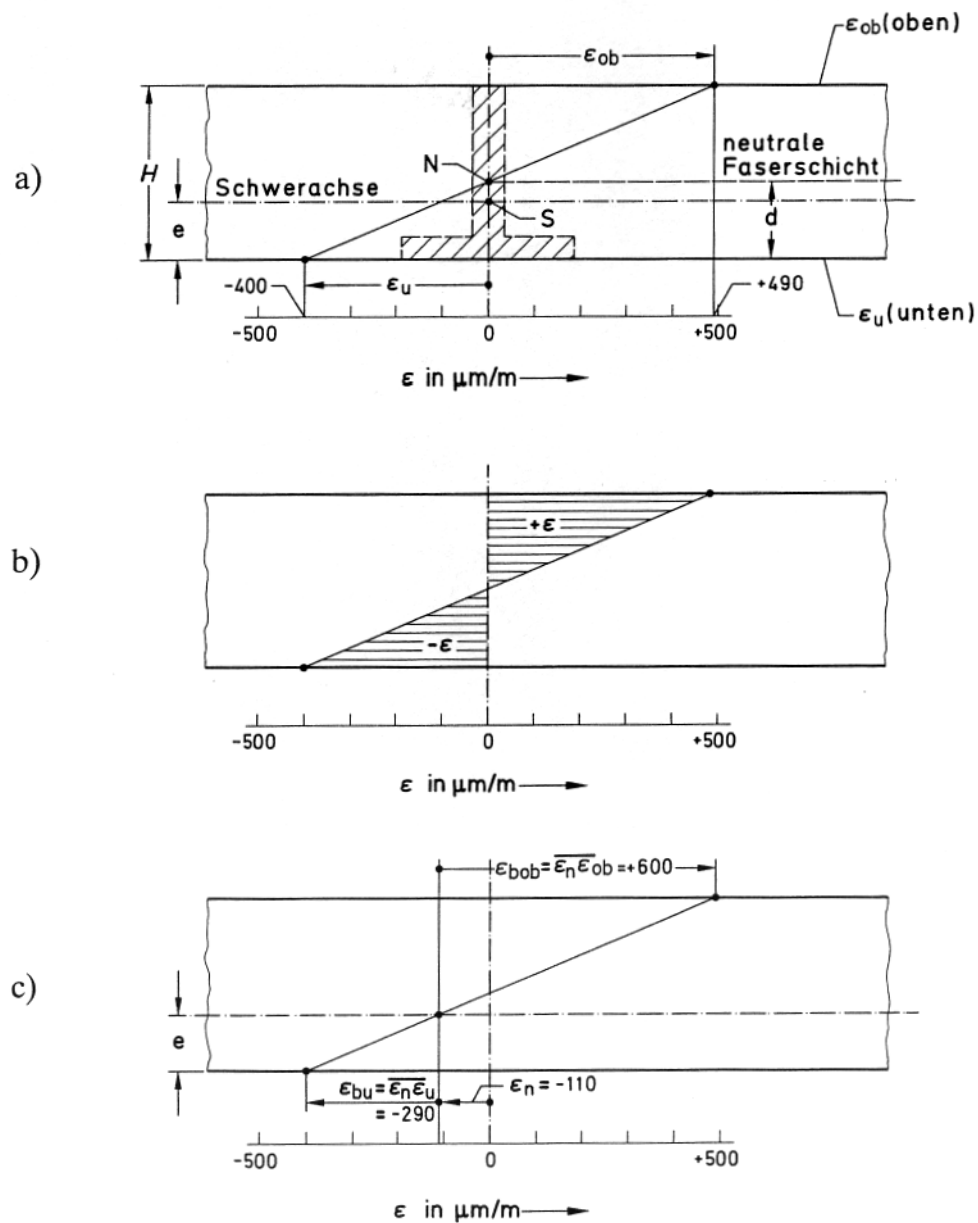 a)
ε_ob
ε_ob(oben)
H
e
Schwerachse
N
S
neutrale
Faserschicht
d
-400
ε_u
+490
ε_u(unten)
-500
0
+500
ε in µm/m
b)
+ε
-ε
-500
0
+500
ε in µm/m
c)
ε_bob=ε_nε_ob=+600
e
ε_bu=ε_nε_u
= -290
ε_n=-110
-500
0
+500
ε in µm/m